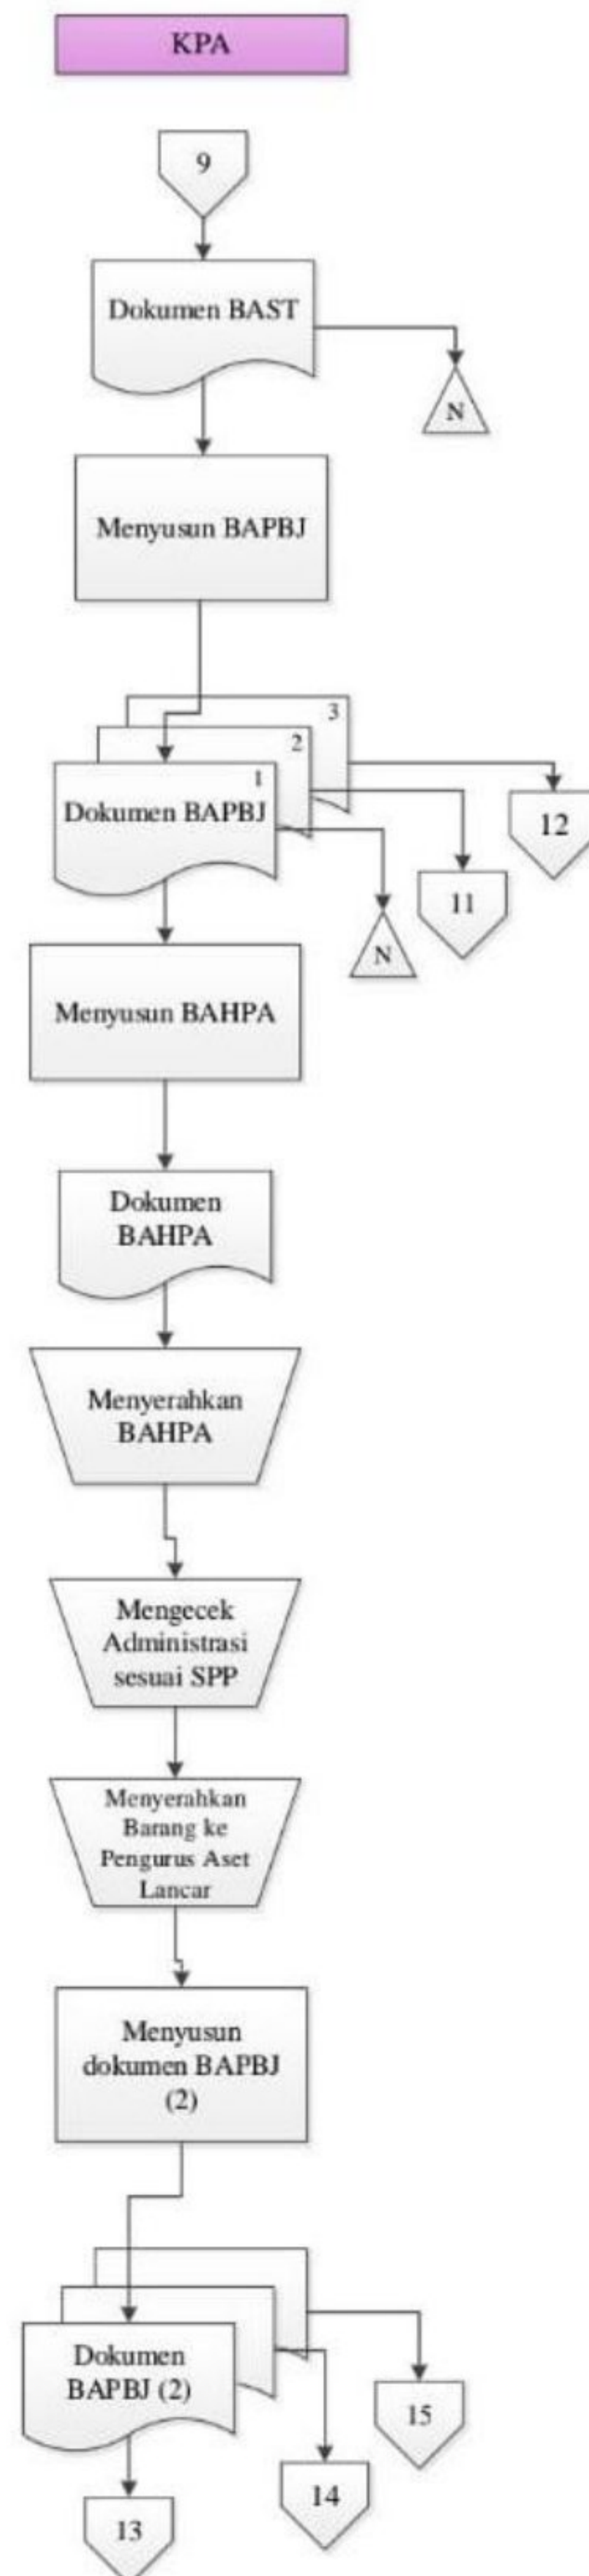 KPA
9
Dokumen BAST
N
Menyusun BAPBJ
3
2
1
Dokumen BAPBJ
12
11
N
Menyusun BAHPA
Dokumen
BAHPA
Menyerahkan
BAHPA
Mengecek
Administrasi
sesuai SPP
Menyerahkan
Barang ke
Pengurus Aset
Lancar
Menyusun
dokumen BAPBJ
(2)
Dokumen
BAPBJ (2)
15
14
13